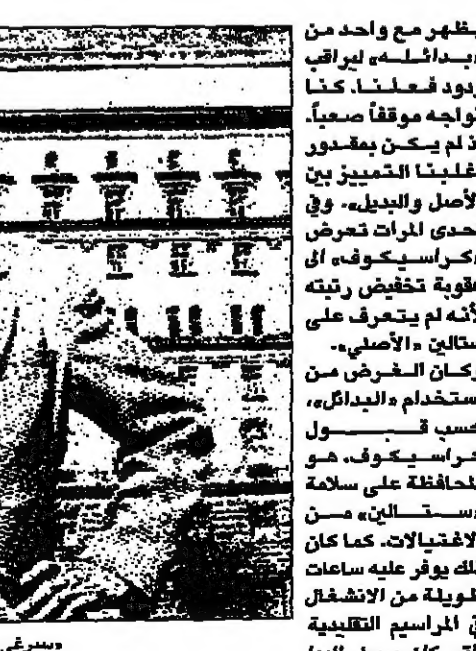 يظهر مع واحد من
«بدائله» ليراقب
ردود فعلنا. كنا
نواجه موقفاً صعباً.
إذ لم يكن بمقدور
أغلبنا التمييز بين
الأصل والبديل». وفي
إحدى المرات تعرض
«كراسيكوف» الى
عقوبة تخفيض رتبته
لأنه لم يتعرف على
ستالين «الأصلي».
وكان الغرض من
استخدام «البدائل»،
حسب قول
كراسيكوف، هو
المحافظة على سلامة
«ستالين» من
الاغتيالات. كما كان
ذلك يوفر عليه ساعات
طويلة من الانشغال
في المراسيم التقليدية
«سرغي